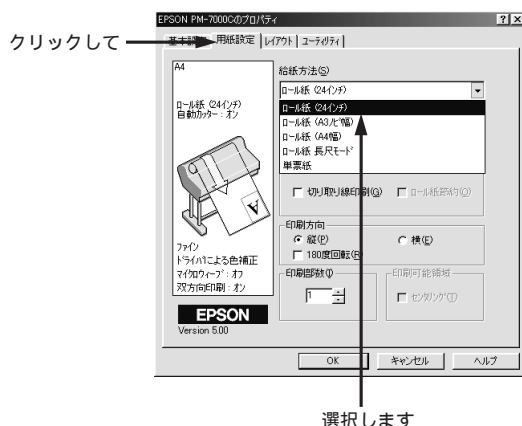 EPSON PM-7000Cのプロパティ
クリックして
用紙設定
レイアウト
ユーティリティ
A4
ロール紙 (24インチ)
自動カッター : オン
ファイン
ドライバによる色補正
マイクロウィーブ : オフ
双方向印刷 : オン
EPSON
Version 5.00
給紙方法(S)
ロール紙 (24インチ)
ロール紙 (24インチ)
ロール紙 (A3ノビ幅)
ロール紙 (A4幅)
ロール紙 長尺モード
単票紙
切り取り線印刷(G)
ロール紙節約(O)
印刷方向
縦(P)
横(E)
180度回転(R)
印刷部数(I)
1
印刷可能領域
センタリング(T)
OK
キャンセル
ヘルプ
選択します